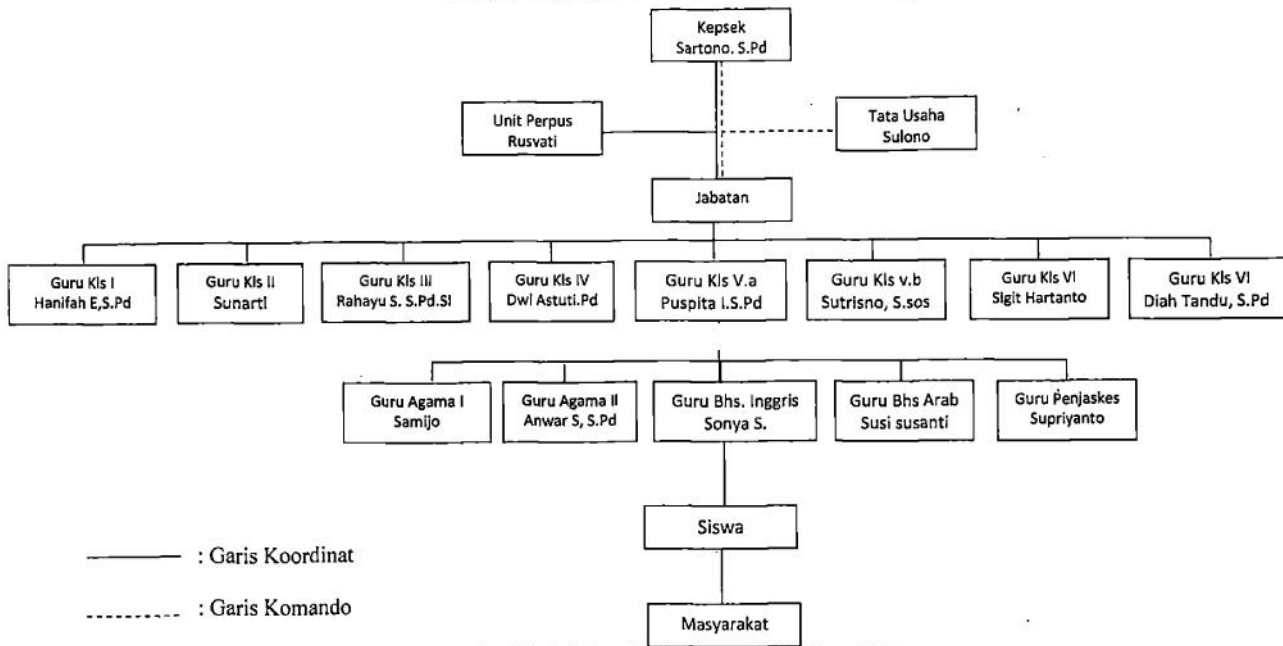 Kepsek
Sartono. S.Pd
Unit Perpus
Rusvati
Tata Usaha
Sulono
Jabatan
Guru Kls I
Hanifah E,S.Pd
Guru Kls II
Sunarti
Guru Kls III
Rahayu S. S.Pd.SI
Guru Kls IV
Dwi Astuti.Pd
Guru Kls V.a
Puspita I.S.Pd
Guru Kls v.b
Sutrisno, S.sos
Guru Kls VI
Sigit Hartanto
Guru Kls VI
Diah Tandu, S.Pd
Guru Agama I
Samijo
Guru Agama II
Anwar S, S.Pd
Guru Bhs. Inggris
Sonya S.
Guru Bhs Arab
Susi susanti
Guru Penjaskes
Supriyanto
Siswa
: Garis Koordinat
: Garis Komando
Masyarakat